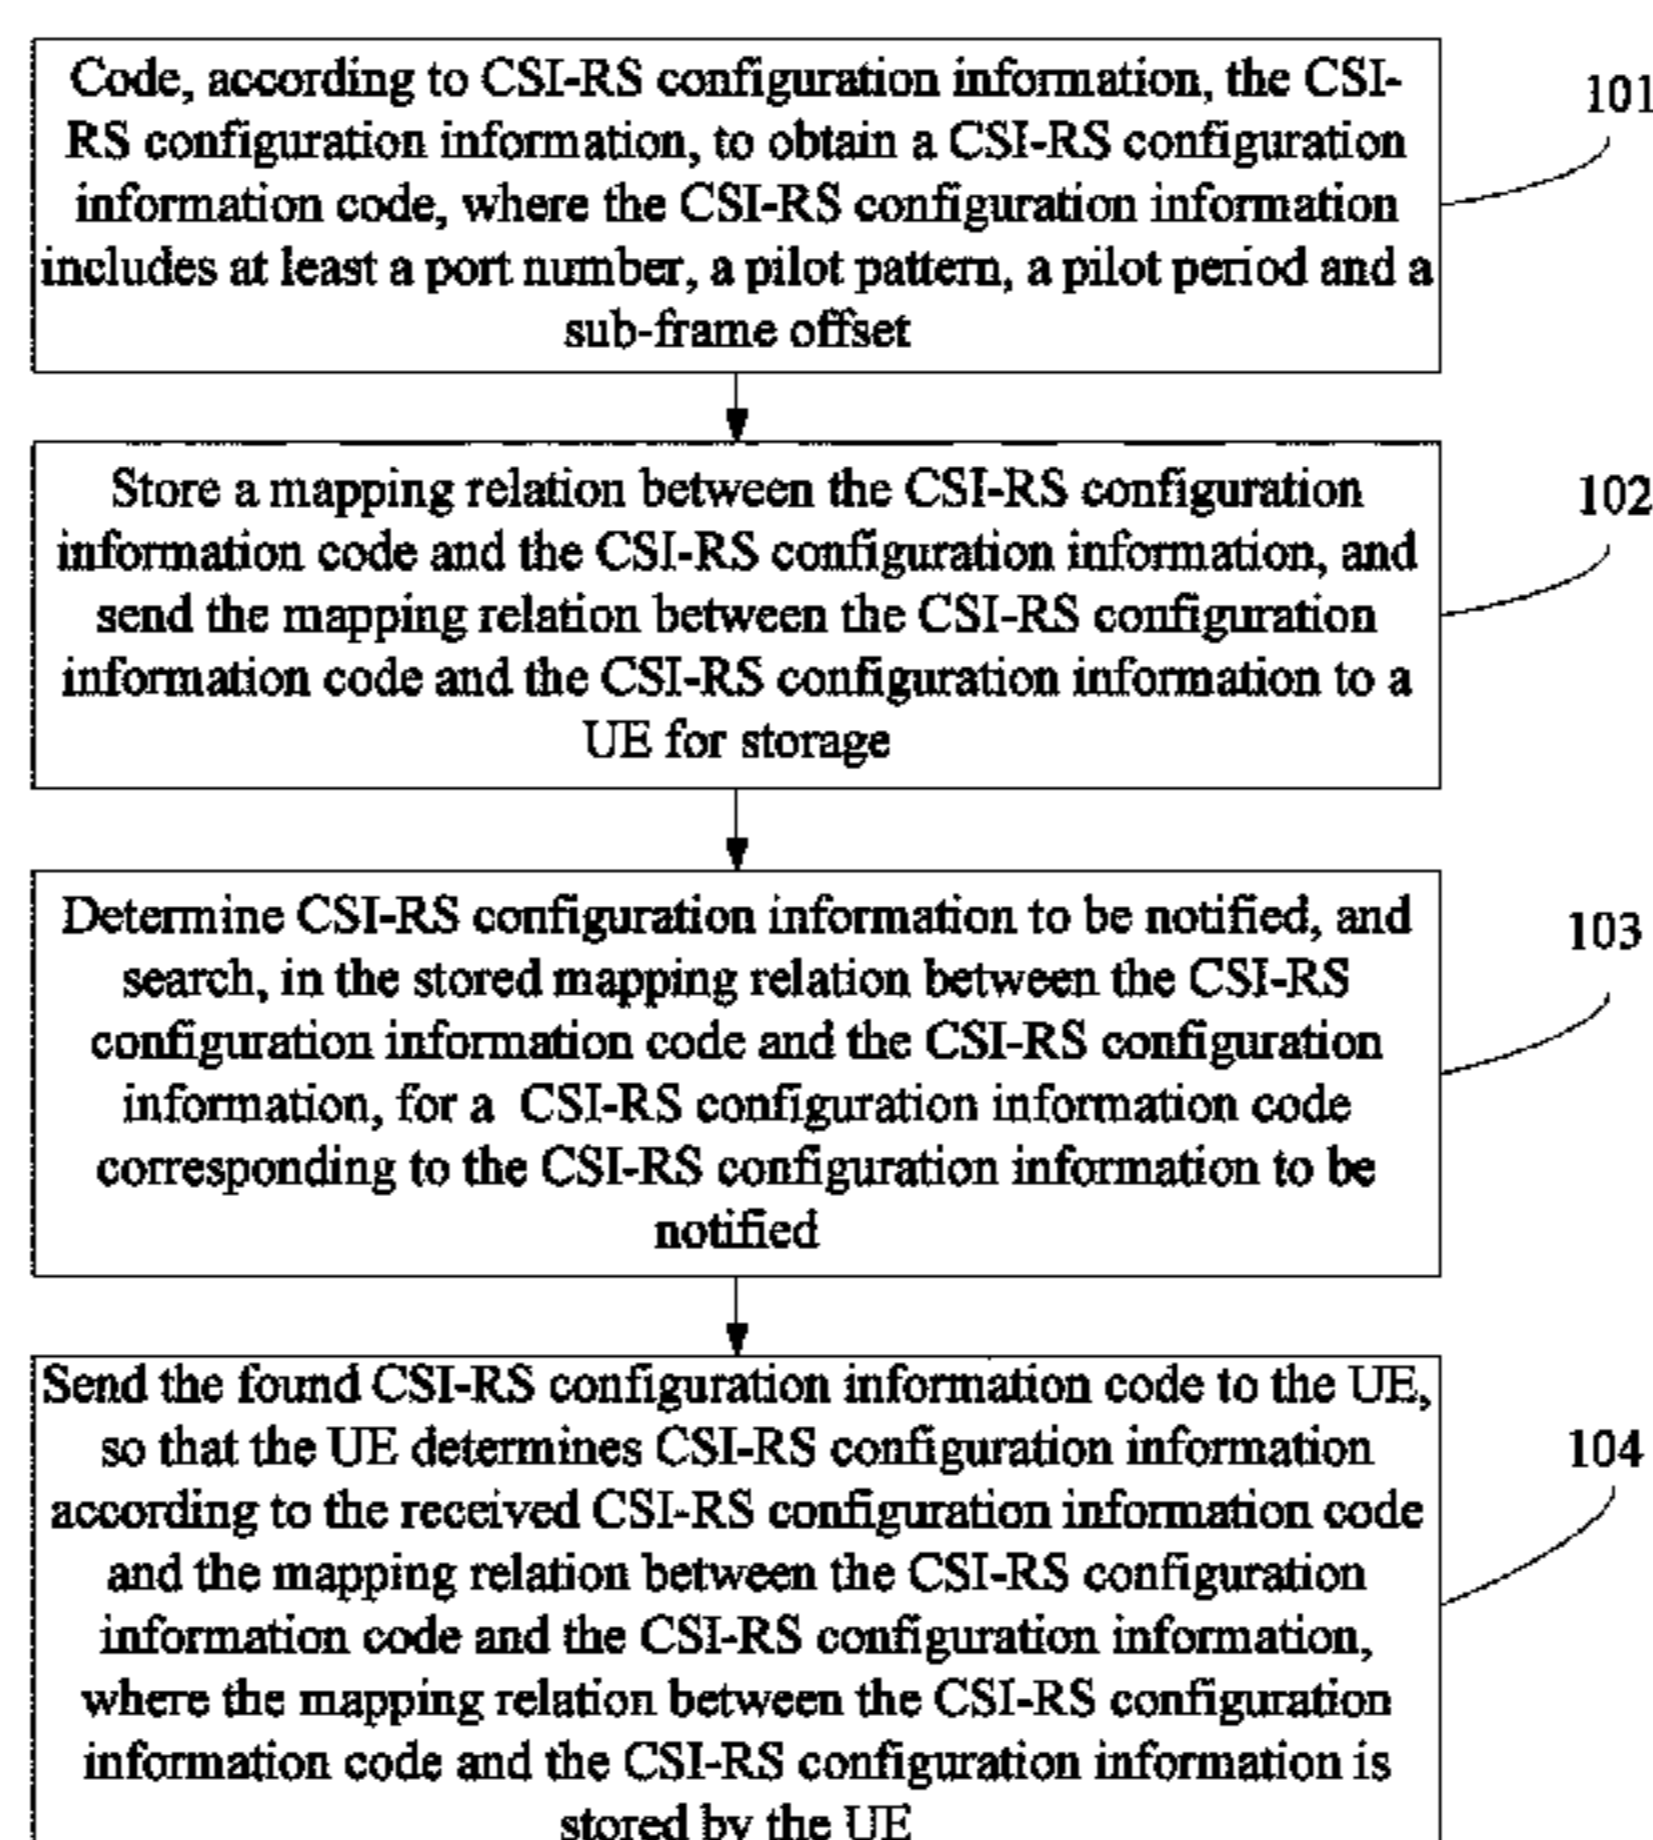 Code, according to CSI-RS configuration information, the CSI-
RS configuration information, to obtain a CSI-RS configuration
information code, where the CSI-RS configuration information
includes at least a port number, a pilot pattern, a pilot period and a
sub-frame offset
101
Store a mapping relation between the CSI-RS configuration
information code and the CSI-RS configuration information, and
send the mapping relation between the CSI-RS configuration
information code and the CSI-RS configuration information to a
UE for storage
102
Determine CSI-RS configuration information to be notified, and
search, in the stored mapping relation between the CSI-RS
configuration information code and the CSI-RS configuration
information, for a CSI-RS configuration information code
corresponding to the CSI-RS configuration information to be
notified
103
Send the found CSI-RS configuration information code to the UE,
so that the UE determines CSI-RS configuration information
according to the received CSI-RS configuration information code
and the mapping relation between the CSI-RS configuration
information code and the CSI-RS configuration information,
where the mapping relation between the CSI-RS configuration
information code and the CSI-RS configuration information is
stored by the UE
104